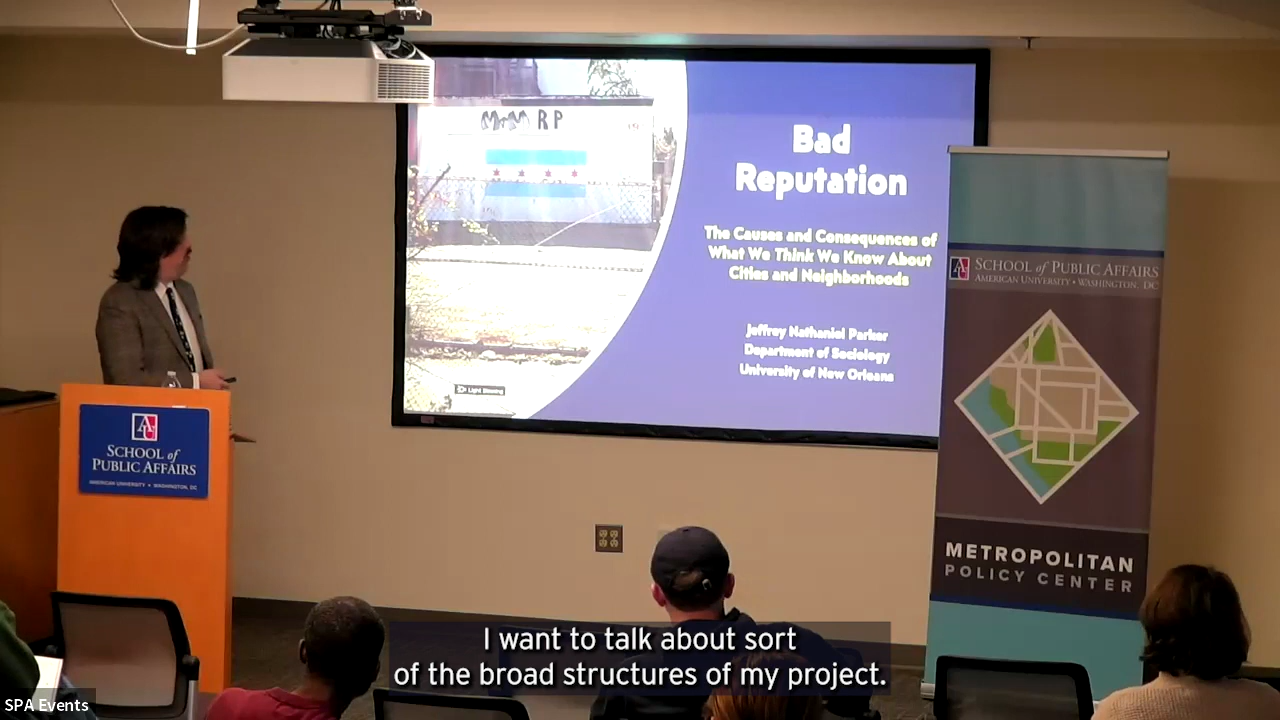 M+M RP
Bad
Reputation
The Causes and Consequences of
What We Think We Know About
Cities and Neighborhoods
Jeffrey Nathaniel Parker
Department of Sociology
University of New Orleans
SCHOOL of PUBLIC AFFAIRS
AMERICAN UNIVERSITY • WASHINGTON, DC
METROPOLITAN
POLICY CENTER
SCHOOL of
PUBLIC AFFAIRS
AMERICAN UNIVERSITY • WASHINGTON, DC
I want to talk about sort
of the broad structures of my project.
SPA Events